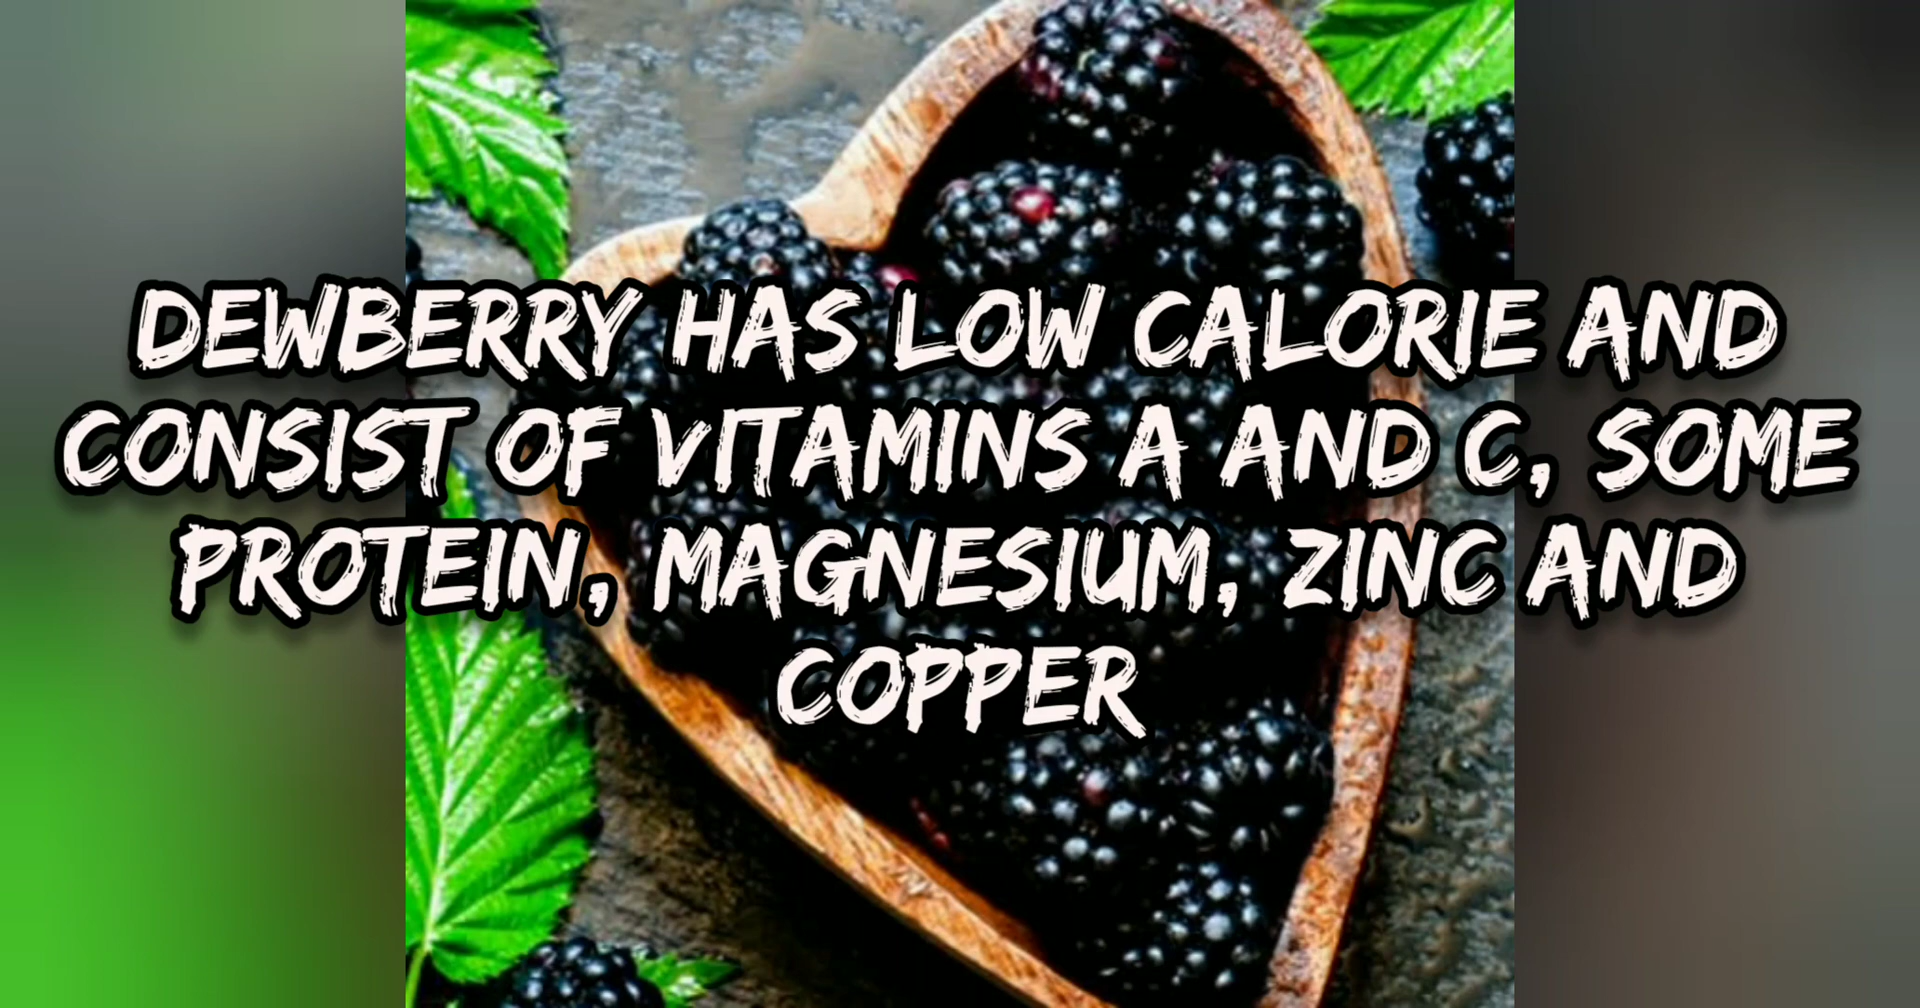 DEWBERRY HAS LOW CALORIE AND
CONSIST OF VITAMINS A AND C, SOME
PROTEIN, MAGNESIUM, ZINC AND
COPPER